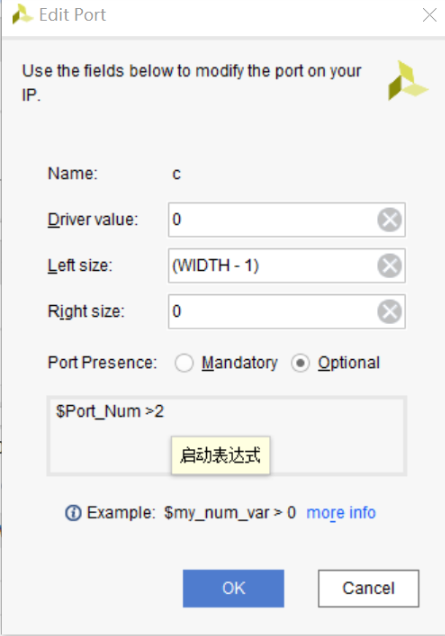 Edit Port
Use the fields below to modify the port on your
IP.
Name: c
Driver value: 0
Left size: (WIDTH - 1)
Right size: 0
Port Presence: Mandatory Optional
$Port_Num >2
启动表达式
Example: $my_num_var > 0 more info
OK Cancel